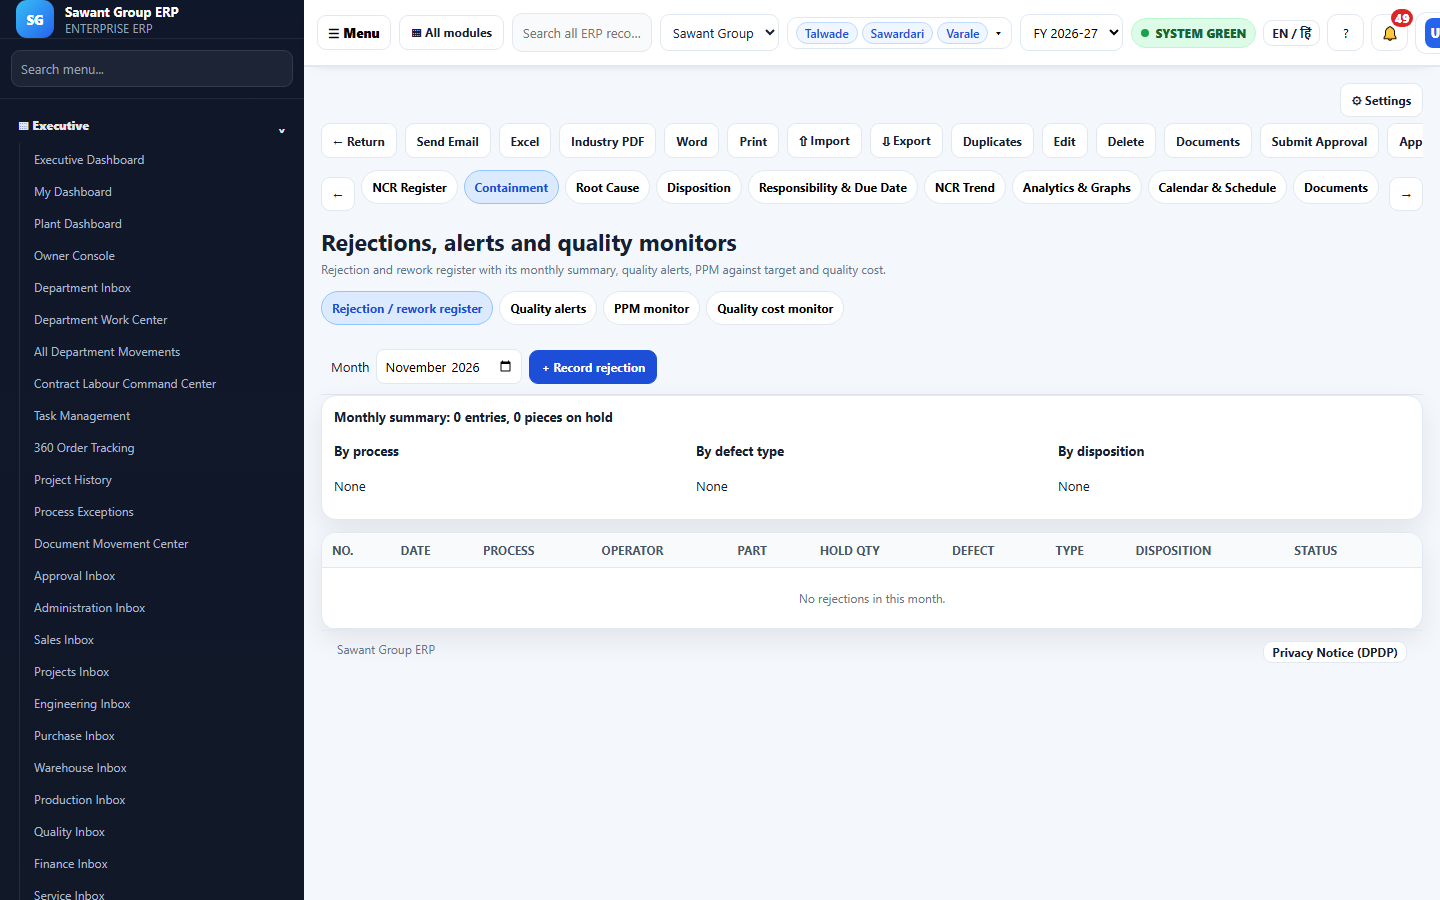 SG
Sawant Group ERP
ENTERPRISE ERP
☰ Menu
All modules
Search all ERP reco...
Sawant Group
Talwade
Sawardari
Varale
FY 2026-27
SYSTEM GREEN
EN / हिं
?
49
U
Search menu...
Executive
Executive Dashboard
My Dashboard
Plant Dashboard
Owner Console
Department Inbox
Department Work Center
All Department Movements
Contract Labour Command Center
Task Management
360 Order Tracking
Project History
Process Exceptions
Document Movement Center
Approval Inbox
Administration Inbox
Sales Inbox
Projects Inbox
Engineering Inbox
Purchase Inbox
Warehouse Inbox
Production Inbox
Quality Inbox
Finance Inbox
Service Inbox
⚙ Settings
← Return
Send Email
Excel
Industry PDF
Word
Print
⇧ Import
⇩ Export
Duplicates
Edit
Delete
Documents
Submit Approval
App
←
NCR Register
Containment
Root Cause
Disposition
Responsibility & Due Date
NCR Trend
Analytics & Graphs
Calendar & Schedule
Documents
→
Rejections, alerts and quality monitors
Rejection and rework register with its monthly summary, quality alerts, PPM against target and quality cost.
Rejection / rework register
Quality alerts
PPM monitor
Quality cost monitor
Month
November 2026
+ Record rejection
Monthly summary: 0 entries, 0 pieces on hold
By process
By defect type
By disposition
None
None
None
NO. DATE PROCESS OPERATOR PART HOLD QTY DEFECT TYPE DISPOSITION STATUS
No rejections in this month.
Sawant Group ERP
Privacy Notice (DPDP)